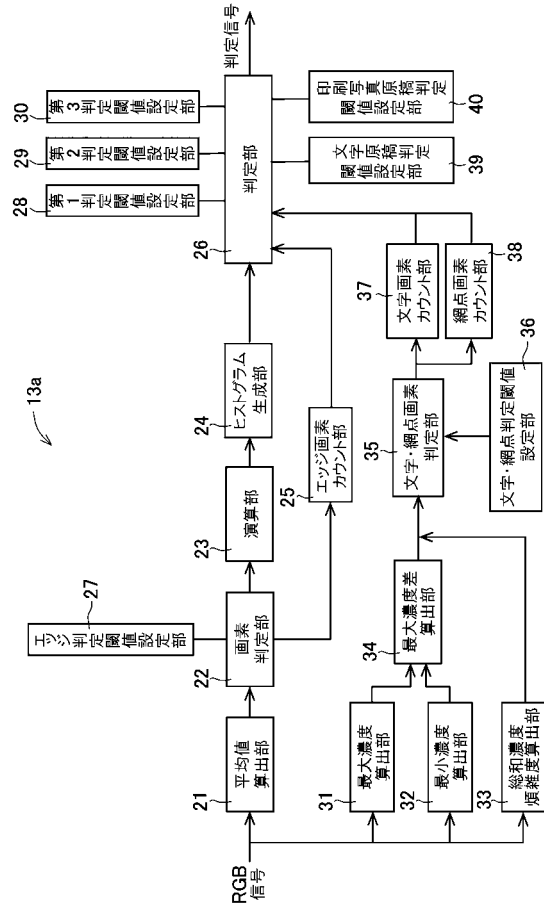 13a
RGB
信号
21
平均値
算出部
22
画素
判定部
27
エッジ判定閾値設定部
23
演算部
24
ヒストグラム
生成部
25
エッジ画素
カウント部
26
判定部
判定信号
28
第1判定閾値設定部
29
第2判定閾値設定部
30
第3判定閾値設定部
31
最大濃度
算出部
32
最小濃度
算出部
33
総和濃度
煩雑度算出部
34
最大濃度差
算出部
35
文字・網点画素
判定部
36
文字・網点判定閾値
設定部
37
文字画素
カウント部
38
網点画素
カウント部
文字原稿判定
閾値設定部
39
印刷写真原稿判定
閾値設定部
40